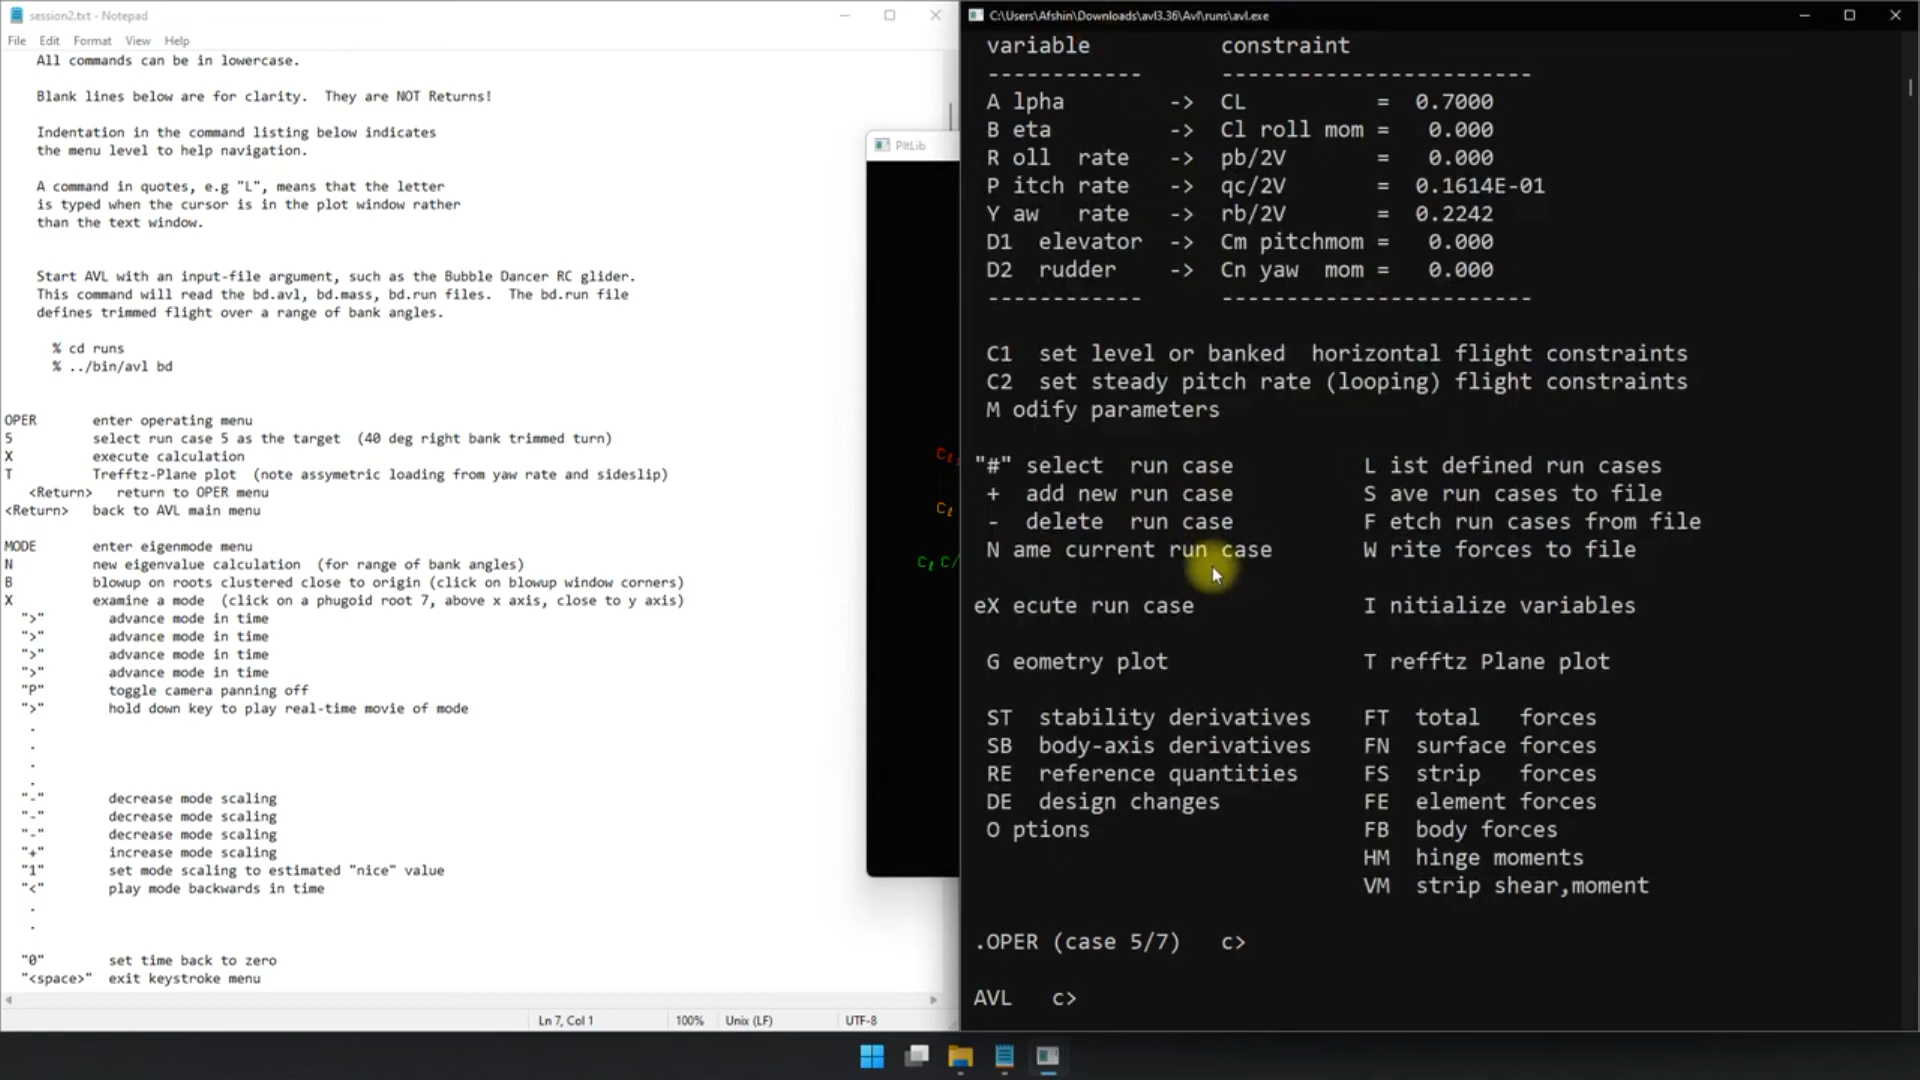 session2.txt - Notepad
File Edit Format View Help
All commands can be in lowercase.
Blank lines below are for clarity. They are NOT Returns!
Indentation in the command listing below indicates
the menu level to help navigation.
A command in quotes, e.g "L", means that the letter
is typed when the cursor is in the plot window rather
than the text window.
Start AVL with an input-file argument, such as the Bubble Dancer RC glider.
This command will read the bd.avl, bd.mass, bd.run files. The bd.run file
defines trimmed flight over a range of bank angles.
% cd runs
% ../bin/avl bd
OPER enter operating menu
5 select run case 5 as the target (40 deg right bank trimmed turn)
X execute calculation
T Trefftz-Plane plot (note assymetric loading from yaw rate and sideslip)
<Return> return to OPER menu
<Return> back to AVL main menu
MODE enter eigenmode menu
N new eigenvalue calculation (for range of bank angles)
B blowup on roots clustered close to origin (click on blowup window corners)
X examine a mode (click on a phugoid root 7, above x axis, close to y axis)
">" advance mode in time
">" advance mode in time
">" advance mode in time
">" advance mode in time
"P" toggle camera panning off
">" hold down key to play real-time movie of mode
.
.
.
.
"-" decrease mode scaling
"-" decrease mode scaling
"-" decrease mode scaling
"+" increase mode scaling
"1" set mode scaling to estimated "nice" value
"<" play mode backwards in time
.
.
"0" set time back to zero
"<space>" exit keystroke menu
Ln 7, Col 1 100% Unix (LF) UTF-8
PltLib
C:\Users\Afshin\Downloads\avl3.36\Avl\runs\avl.exe
variable constraint
------------ ------------------------
A lpha -> CL = 0.7000
B eta -> Cl roll mom = 0.000
R oll rate -> pb/2V = 0.000
P itch rate -> qc/2V = 0.1614E-01
Y aw rate -> rb/2V = 0.2242
D1 elevator -> Cm pitchmom = 0.000
D2 rudder -> Cn yaw mom = 0.000
------------ ------------------------
C1 set level or banked horizontal flight constraints
C2 set steady pitch rate (looping) flight constraints
M odify parameters
"#" select run case L ist defined run cases
+ add new run case S ave run cases to file
- delete run case F etch run cases from file
N ame current run case W rite forces to file
eX ecute run case I nitialize variables
G eometry plot T refftz Plane plot
ST stability derivatives FT total forces
SB body-axis derivatives FN surface forces
RE reference quantities FS strip forces
DE design changes FE element forces
O ptions FB body forces
HM hinge moments
VM strip shear,moment
.OPER (case 5/7) c>
AVL c>